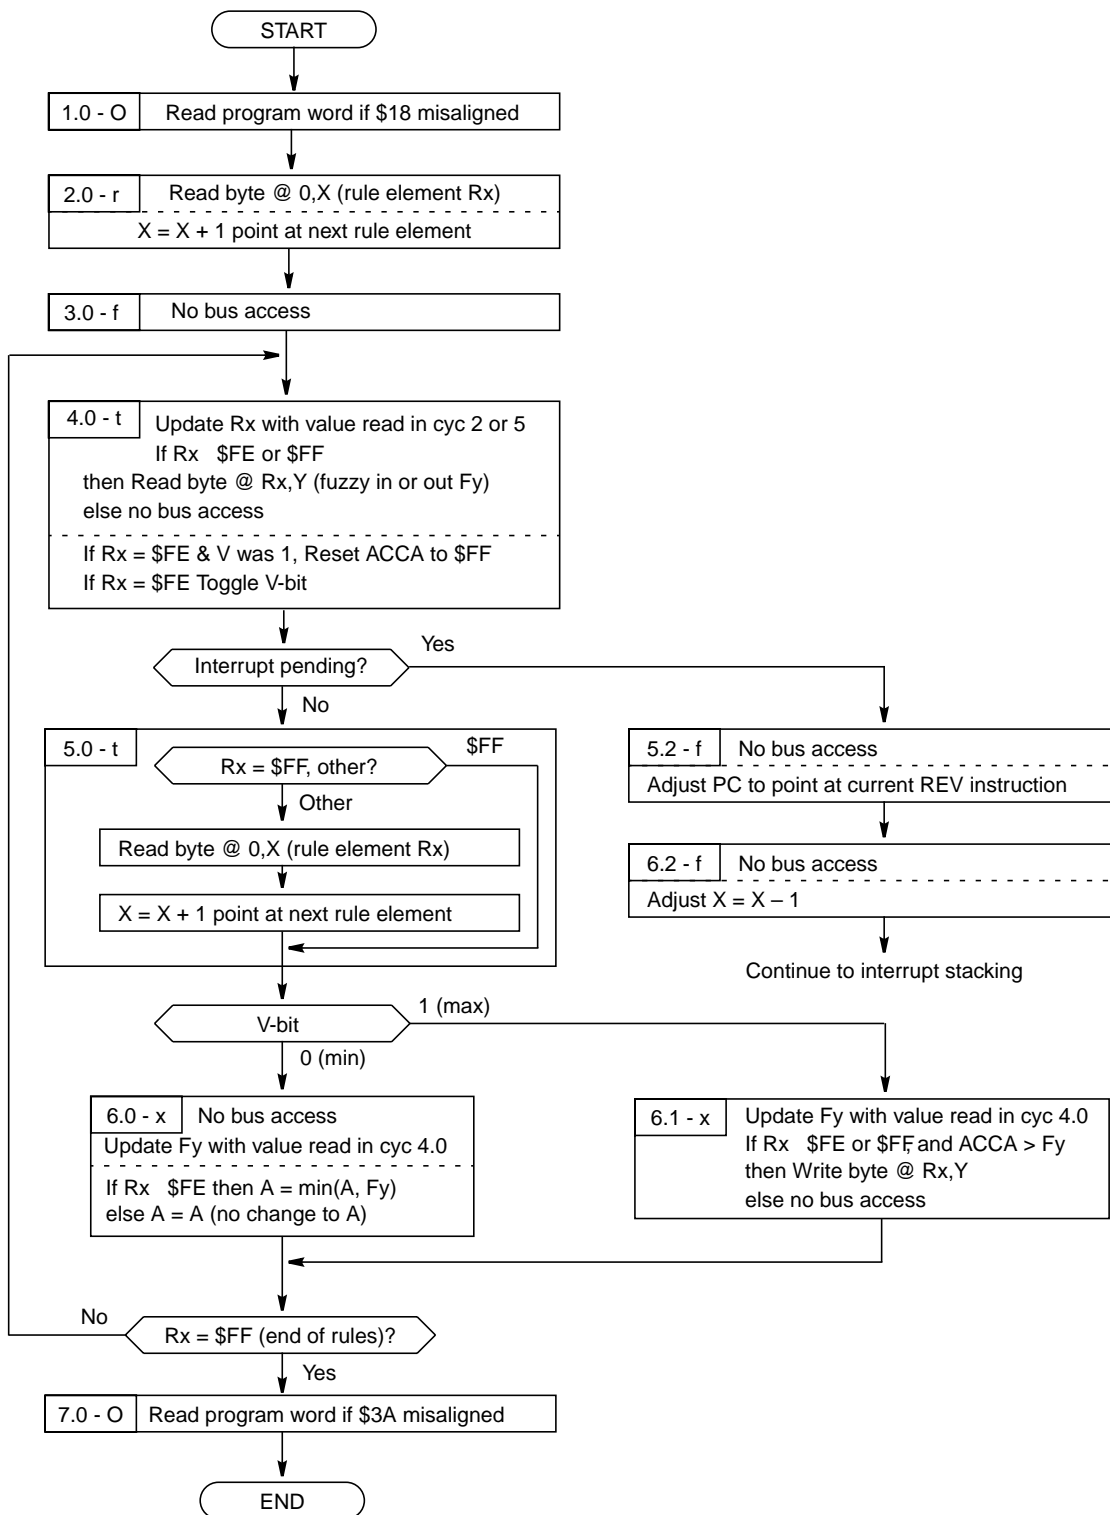 START
1.0 - O
Read program word if $18 misaligned
2.0 - r
Read byte @ 0,X (rule element Rx)
X = X + 1 point at next rule element
3.0 - f
No bus access
4.0 - t
Update Rx with value read in cyc 2 or 5
If Rx $FE or $FF
then Read byte @ Rx,Y (fuzzy in or out Fy)
else no bus access
If Rx = $FE & V was 1, Reset ACCA to $FF
If Rx = $FE Toggle V-bit
Interrupt pending?
Yes
No
5.0 - t
Rx = $FF, other?
$FF
Other
Read byte @ 0,X (rule element Rx)
X = X + 1 point at next rule element
5.2 - f
No bus access
Adjust PC to point at current REV instruction
6.2 - f
No bus access
Adjust X = X – 1
Continue to interrupt stacking
V-bit
1 (max)
0 (min)
6.0 - x
No bus access
Update Fy with value read in cyc 4.0
If Rx $FE then A = min(A, Fy)
else A = A (no change to A)
6.1 - x
Update Fy with value read in cyc 4.0
If Rx $FE or $FF, and ACCA > Fy
then Write byte @ Rx,Y
else no bus access
No
Rx = $FF (end of rules)?
Yes
7.0 - O
Read program word if $3A misaligned
END